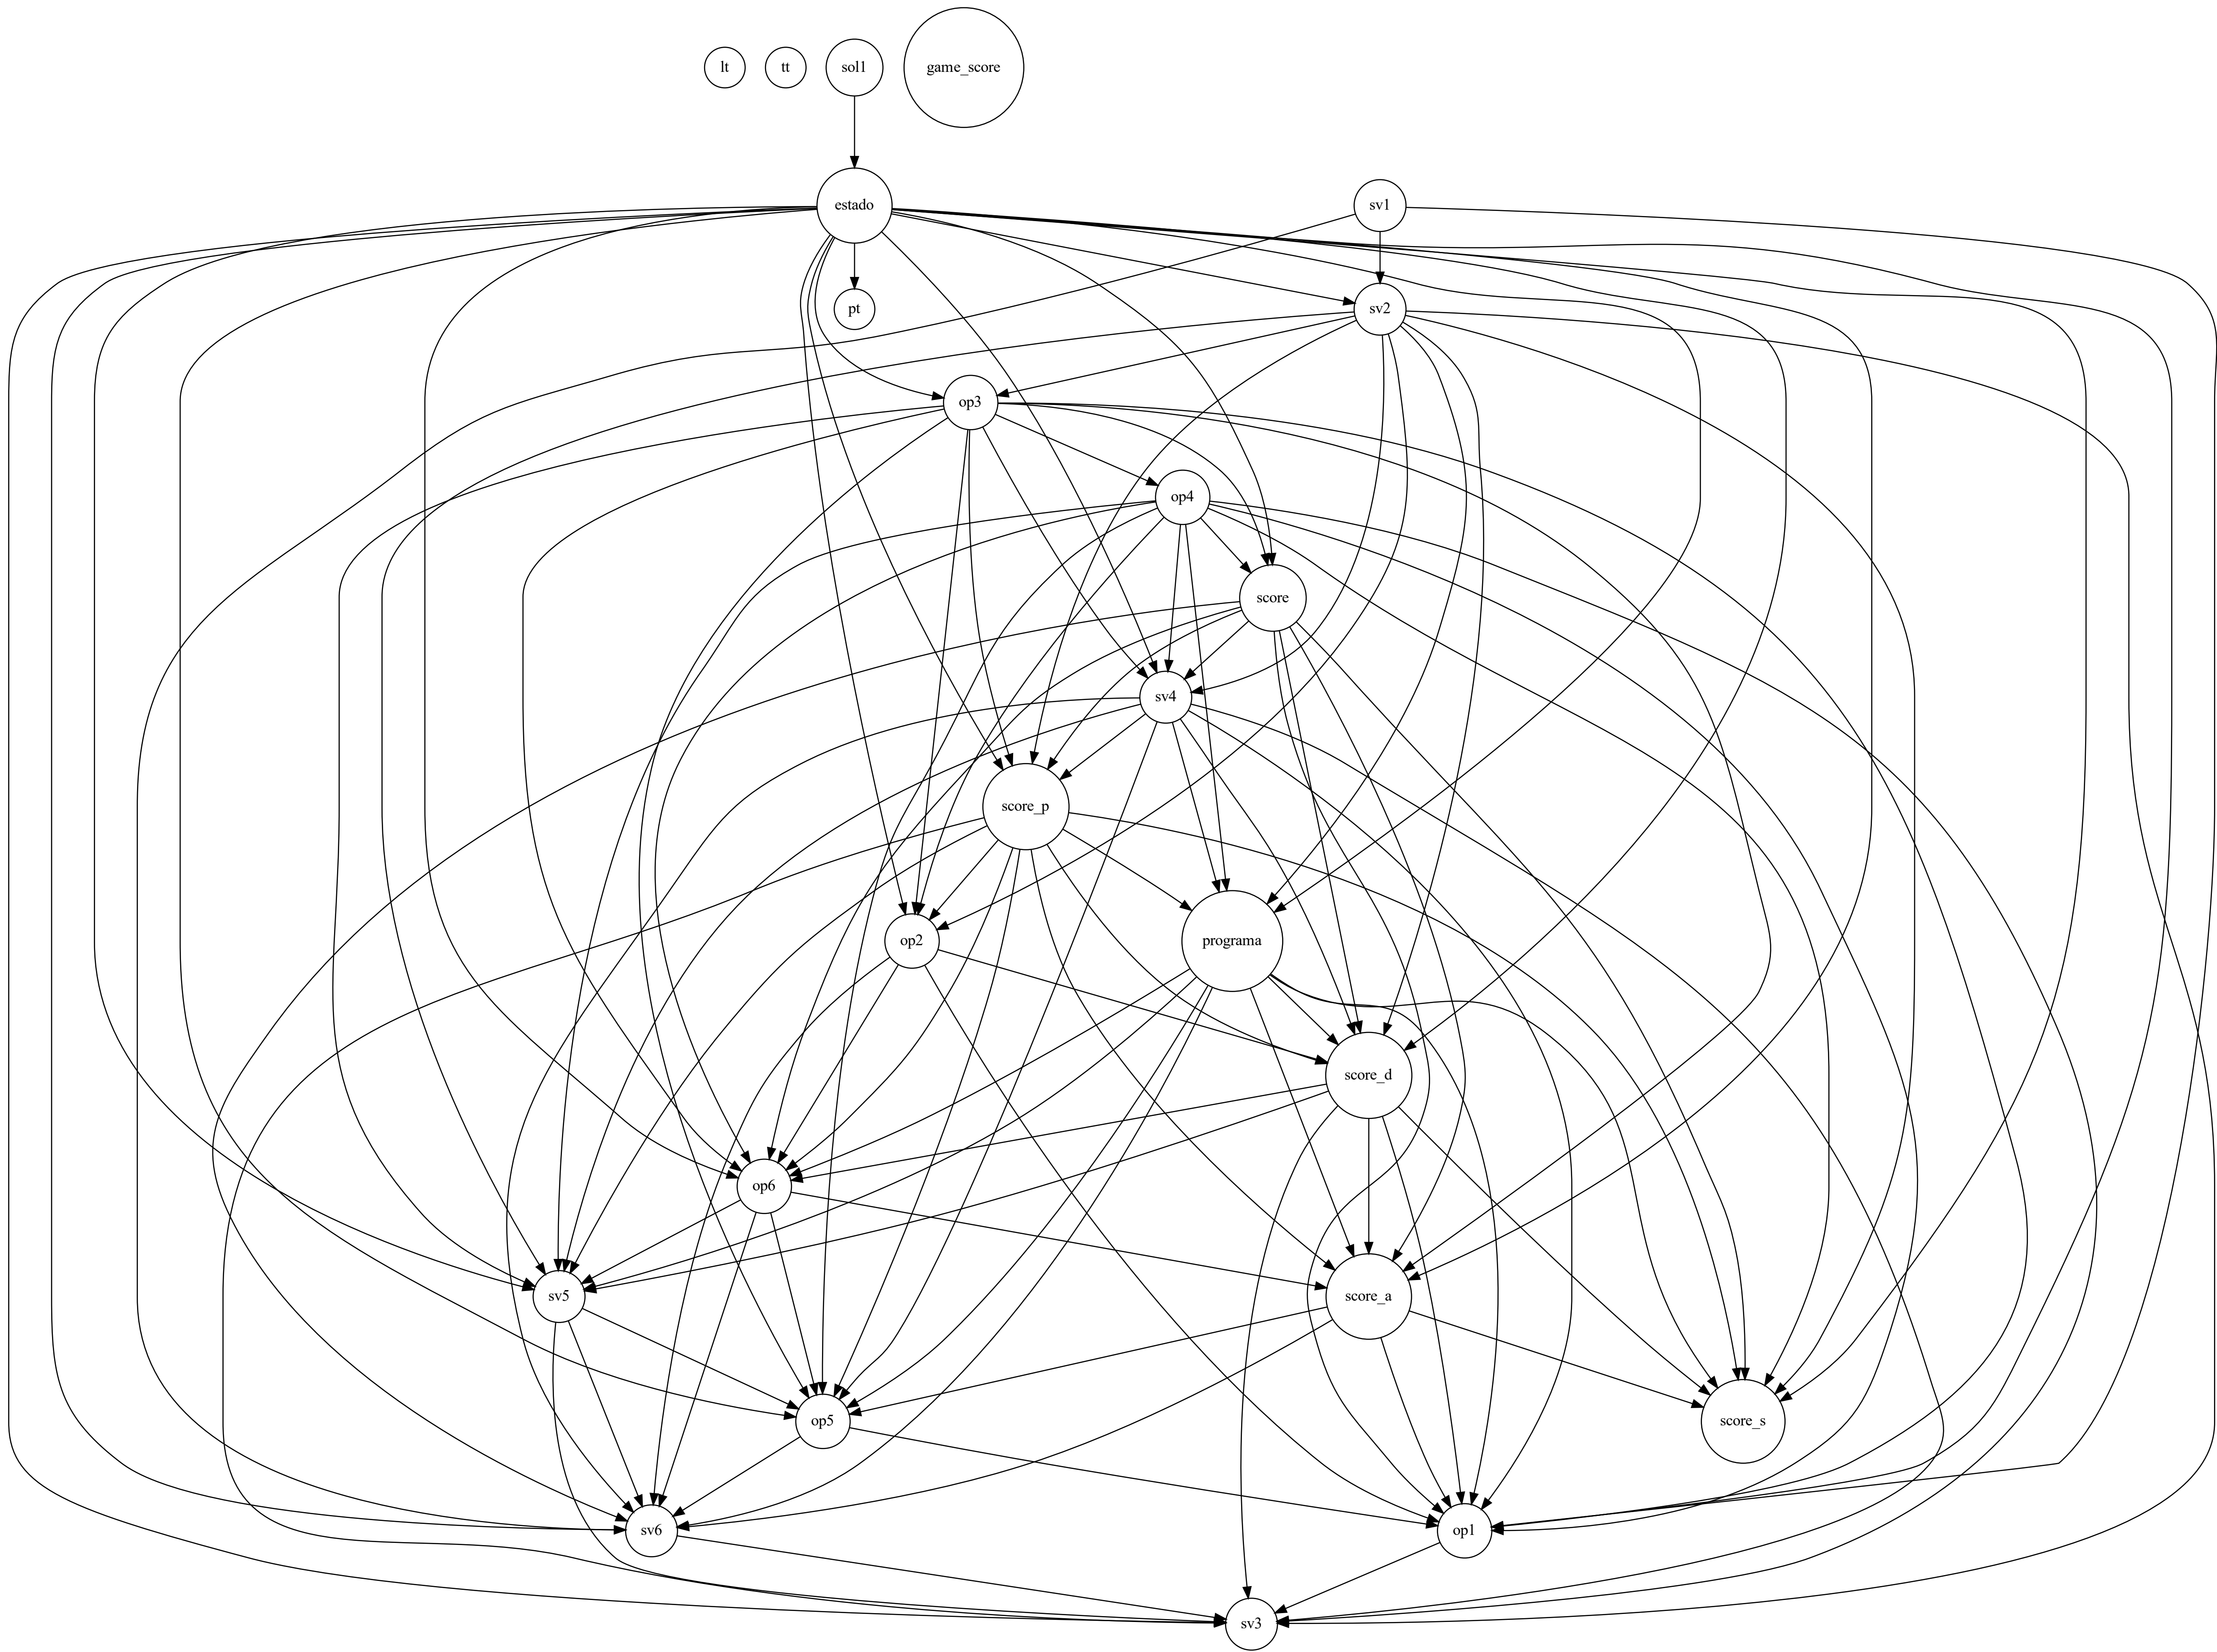 lt
tt
sol1
game_score
estado
sv1
pt
sv2
op3
op4
score
sv4
score_p
op2
programa
score_d
op6
sv5
score_a
op5
score_s
sv6
op1
sv3